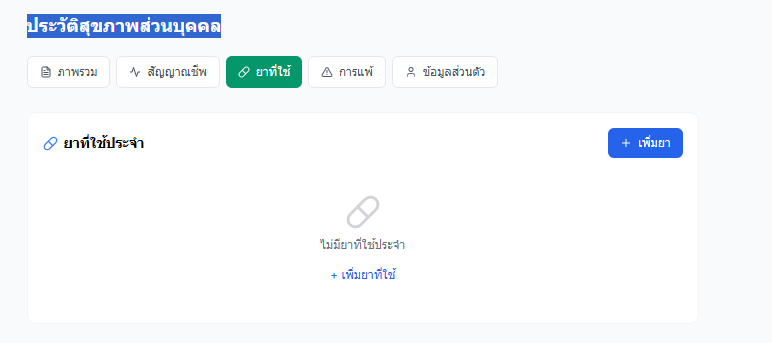 ประวัติสุขภาพส่วนบุคคล
ภาพรวม สัญญาณชีพ ยาที่ใช้ การแพ้ ข้อมูลส่วนตัว
ยาที่ใช้ประจำ + เพิ่มยา
ไม่มียาที่ใช้ประจำ
+ เพิ่มยาที่ใช้